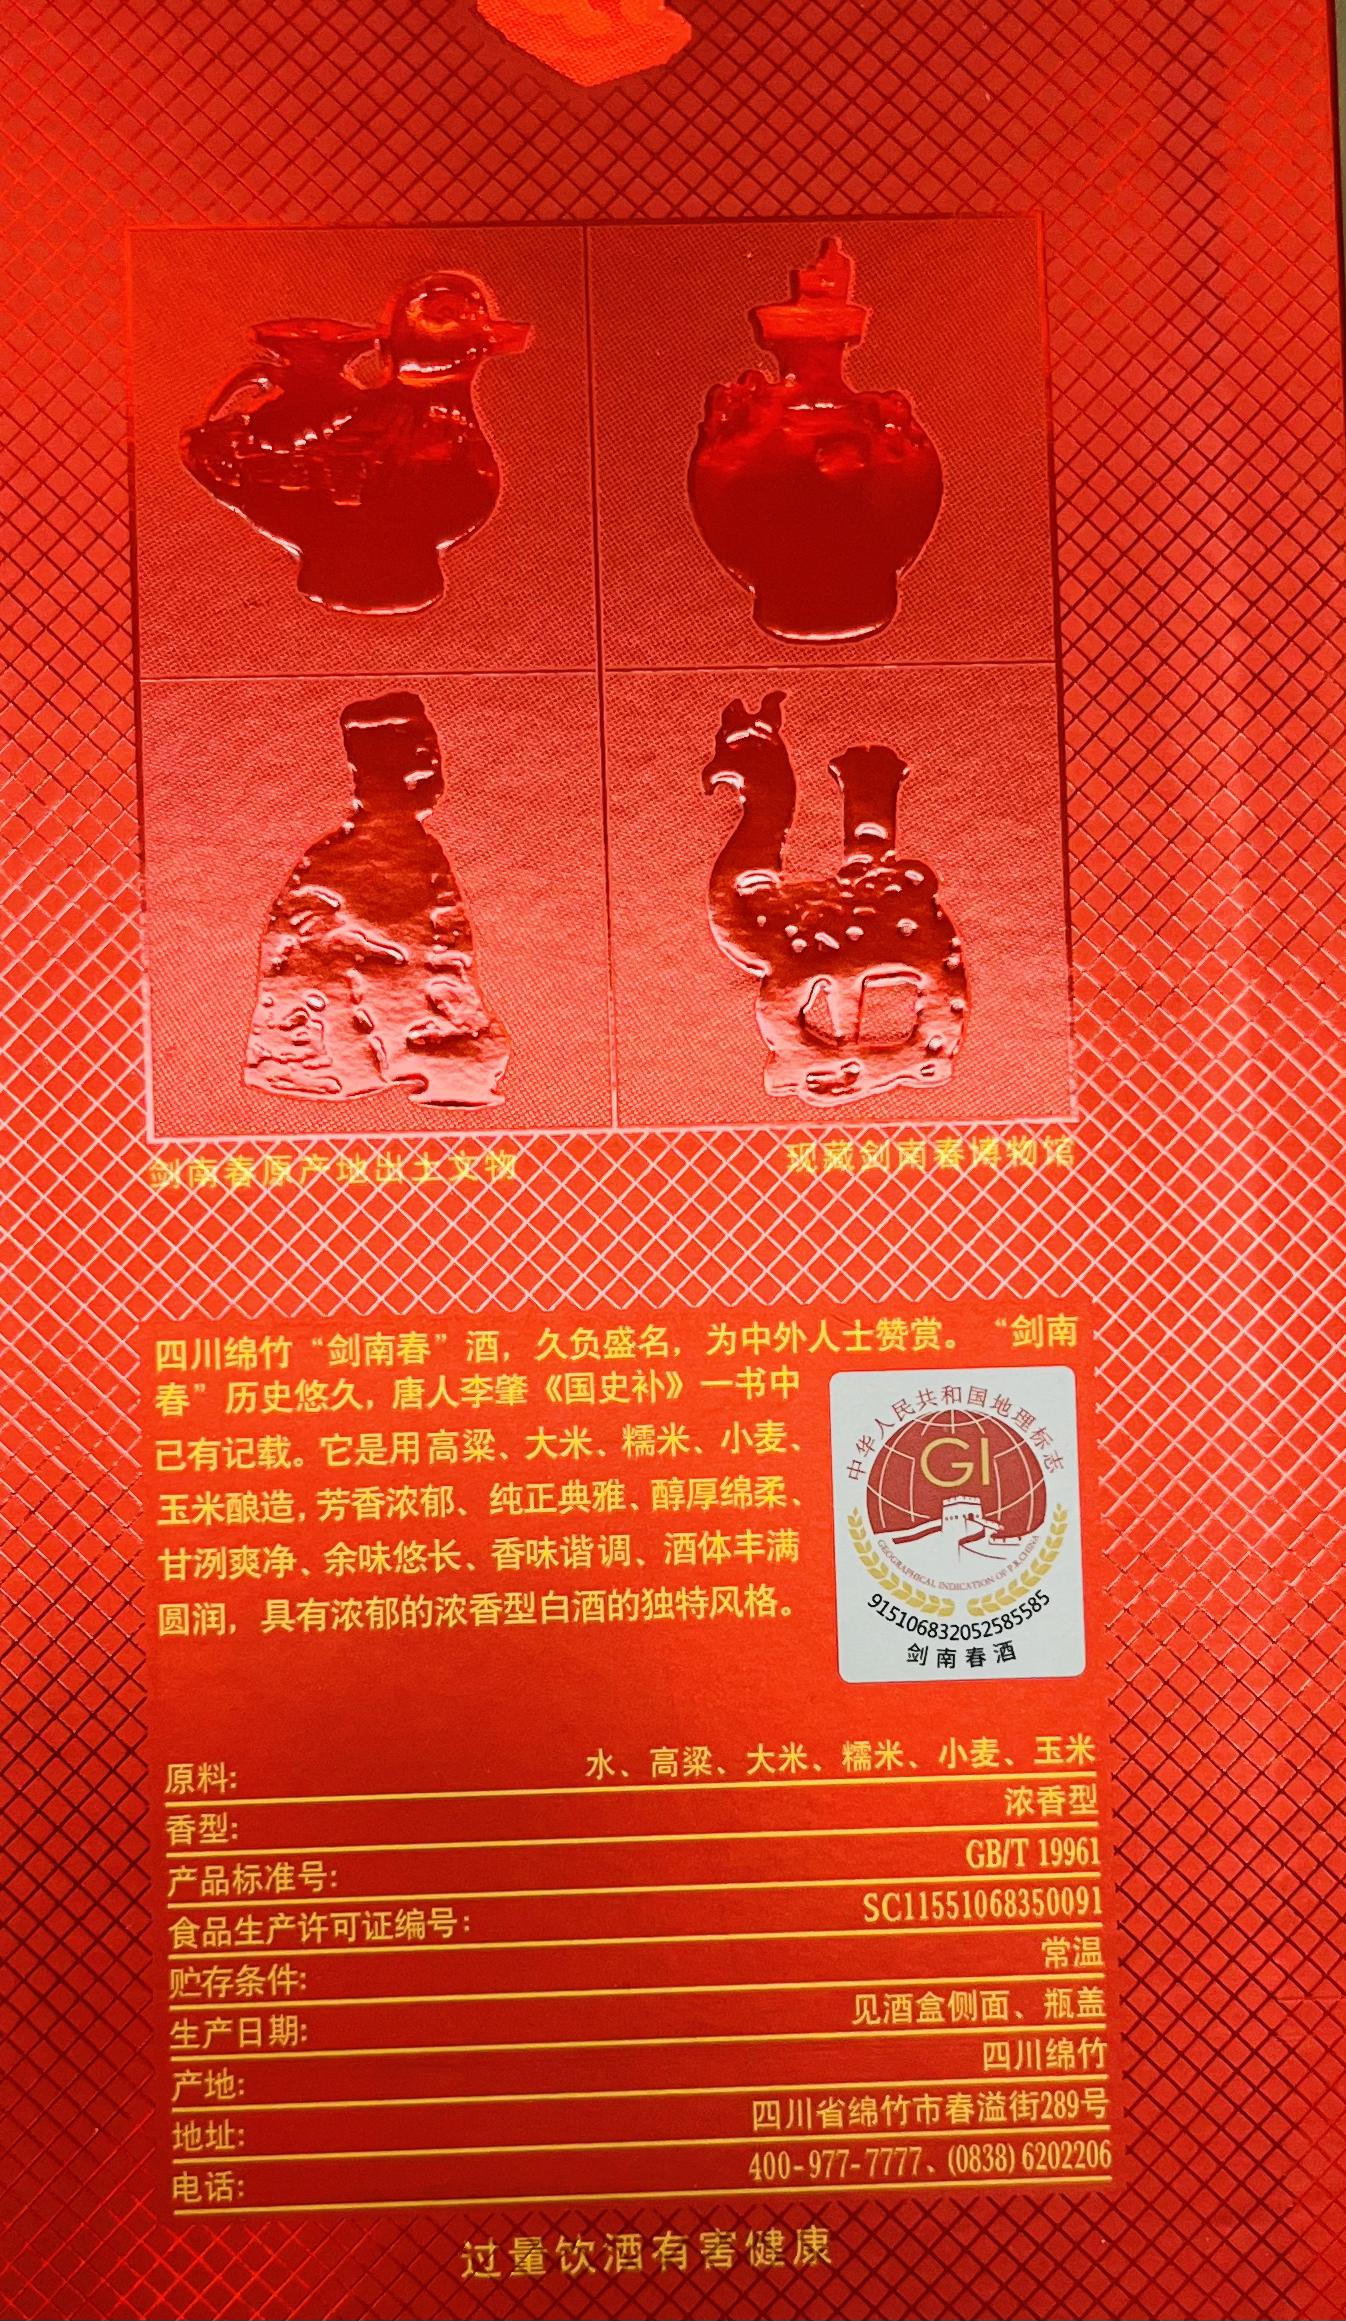 剑南春原产地出土文物
现藏剑南春博物馆
四川绵竹“剑南春”酒，久负盛名，为中外人士赞赏。“剑南
春”历史悠久，唐人李肇《国史补》一书中
已有记载。它是用高粱、大米、糯米、小麦、
玉米酿造，芳香浓郁、纯正典雅、醇厚绵柔、
甘洌爽净、余味悠长、香味谐调、酒体丰满
圆润，具有浓郁的浓香型白酒的独特风格。
中华人民共和国地理标志
GI
GEOGRAPHICAL INDICATION OF P.R.CHINA
915106832052585585
剑南春酒
原料: 水、高粱、大米、糯米、小麦、玉米
香型: 浓香型
产品标准号: GB/T 19961
食品生产许可证编号: SC11551068350091
贮存条件: 常温
生产日期: 见酒盒侧面、瓶盖
产地: 四川绵竹
地址: 四川省绵竹市春溢街289号
电话: 400-977-7777、(0838) 6202206
过量饮酒有害健康